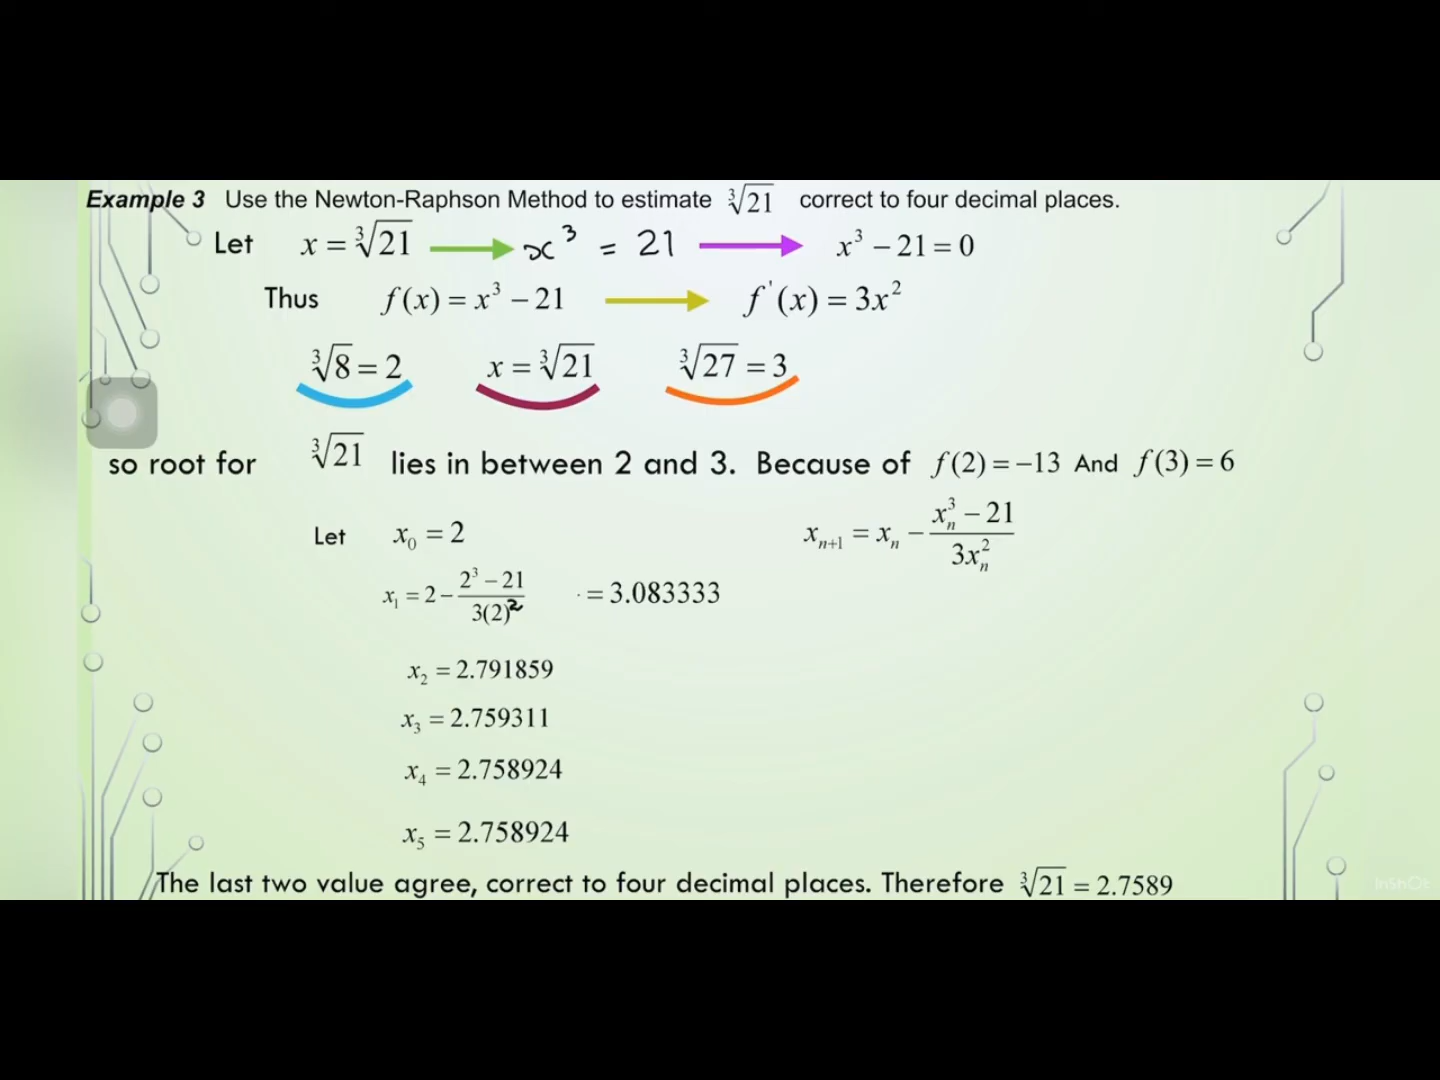 Example 3 Use the Newton-Raphson Method to estimate ∛21 correct to four decimal places.
Let x = ∛21 → x³ = 21 → x³ − 21 = 0
Thus f(x) = x³ − 21 → f'(x) = 3x²
∛8 = 2 x = ∛21 ∛27 = 3
so root for ∛21 lies in between 2 and 3. Because of f(2) = −13 And f(3) = 6
Let x₀ = 2 xₙ₊₁ = xₙ − (xₙ³ − 21)/(3xₙ²)
x₁ = 2 − (2³ − 21)/(3(2)²) = 3.083333
x₂ = 2.791859
x₃ = 2.759311
x₄ = 2.758924
x₅ = 2.758924
The last two value agree, correct to four decimal places. Therefore ∛21 = 2.7589